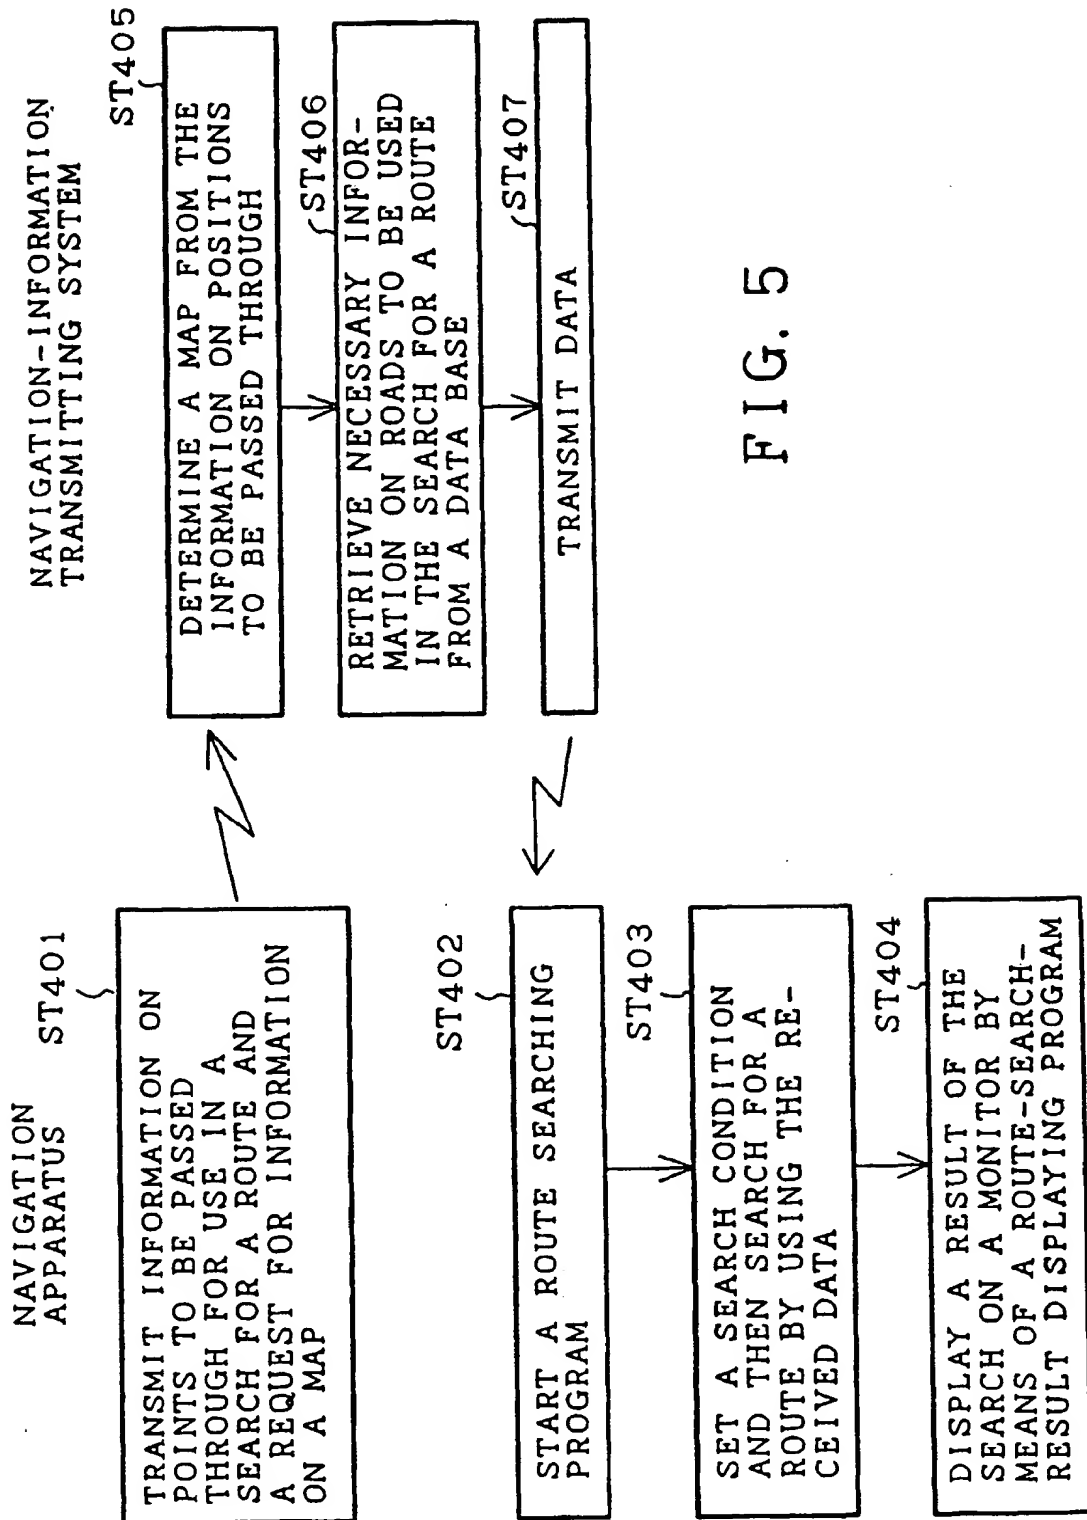 NAVIGATION
APPARATUS
ST401
TRANSMIT INFORMATION ON
POINTS TO BE PASSED
THROUGH FOR USE IN A
SEARCH FOR A ROUTE AND
A REQUEST FOR INFORMATION
ON A MAP
ST402
START A ROUTE SEARCHING
PROGRAM
ST403
SET A SEARCH CONDITION
AND THEN SEARCH FOR A
ROUTE BY USING THE RE-
CEIVED DATA
ST404
DISPLAY A RESULT OF THE
SEARCH ON A MONITOR BY
MEANS OF A ROUTE-SEARCH-
RESULT DISPLAYING PROGRAM
NAVIGATION-INFORMATION
TRANSMITTING SYSTEM
ST405
DETERMINE A MAP FROM THE
INFORMATION ON POSITIONS
TO BE PASSED THROUGH
ST406
RETRIEVE NECESSARY INFOR-
MATION ON ROADS TO BE USED
IN THE SEARCH FOR A ROUTE
FROM A DATA BASE
ST407
TRANSMIT DATA
FIG. 5